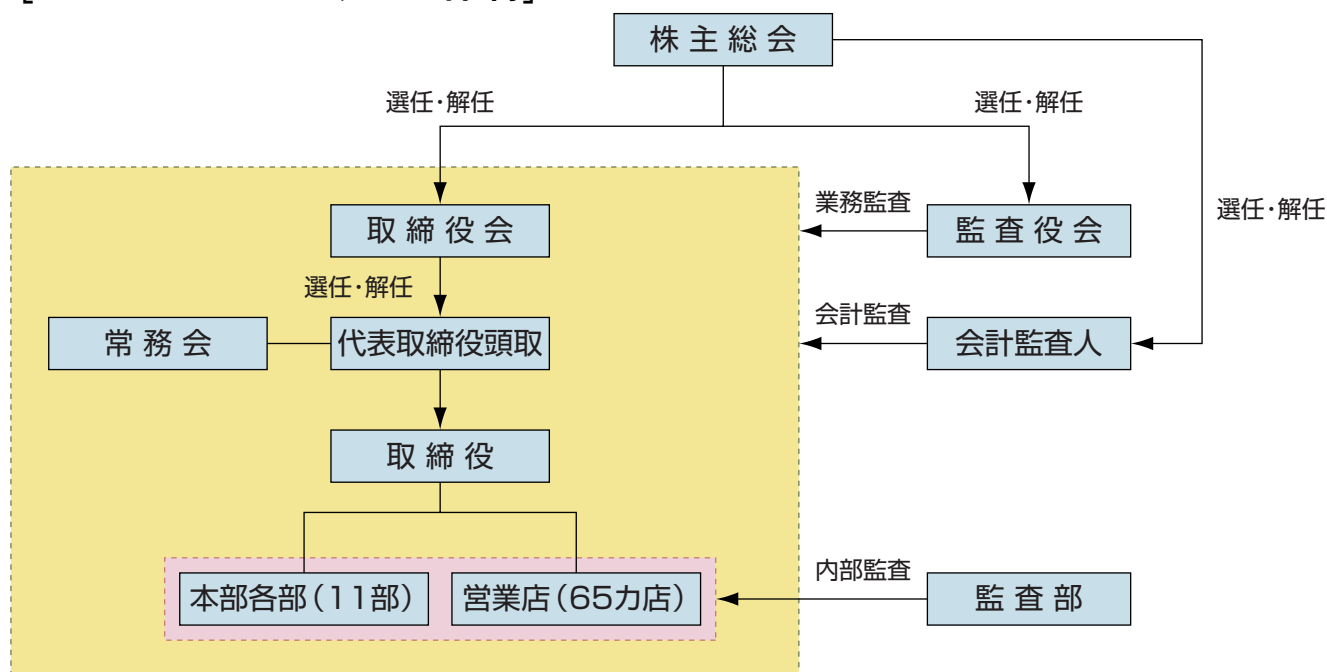 株主総会
選任・解任
選任・解任
業務監査
選任・解任
取締役会
監査役会
選任・解任
会計監査
常務会
代表取締役頭取
会計監査人
取締役
内部監査
本部各部(11部)
営業店(65カ店)
監査部